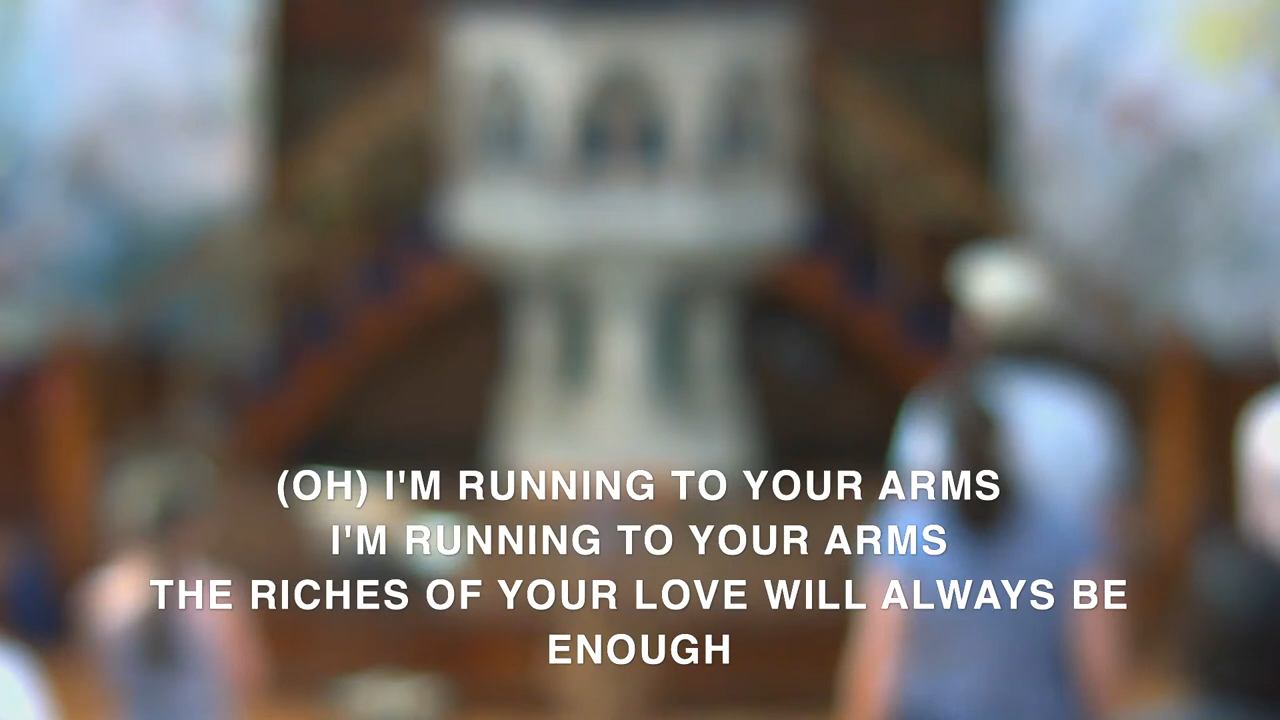 (OH) I'M RUNNING TO YOUR ARMS
I'M RUNNING TO YOUR ARMS
THE RICHES OF YOUR LOVE WILL ALWAYS BE
ENOUGH